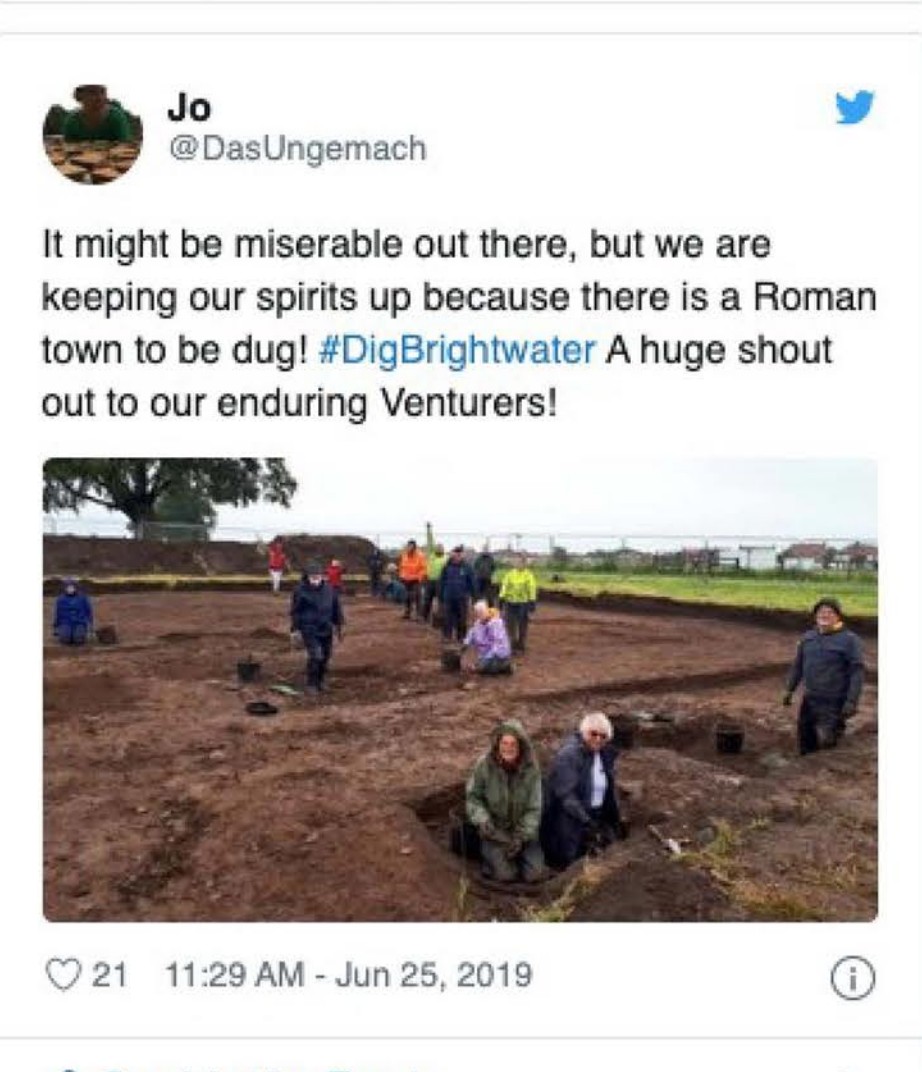 Jo
@DasUngemach
It might be miserable out there, but we are
keeping our spirits up because there is a Roman
town to be dug! #DigBrightwater A huge shout
out to our enduring Venturers!
21 11:29 AM - Jun 25, 2019